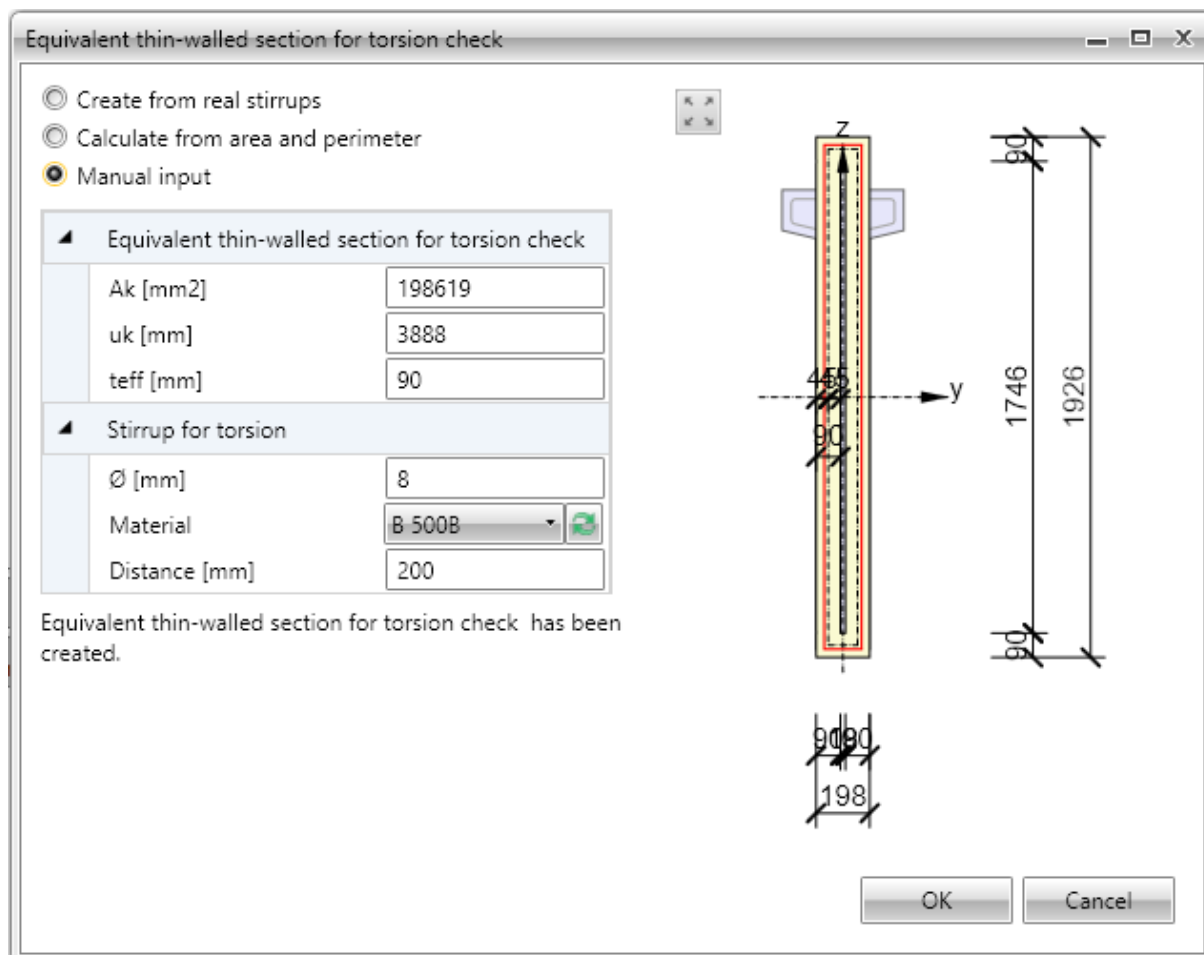 Equivalent thin-walled section for torsion check
Create from real stirrups
Calculate from area and perimeter
Manual input
Equivalent thin-walled section for torsion check
Ak [mm2] 198619
uk [mm] 3888
teff [mm] 90
Stirrup for torsion
Ø [mm] 8
Material B 500B
Distance [mm] 200
Equivalent thin-walled section for torsion check has been
created.
z
90
y
1746
1926
90
90
198
OK Cancel